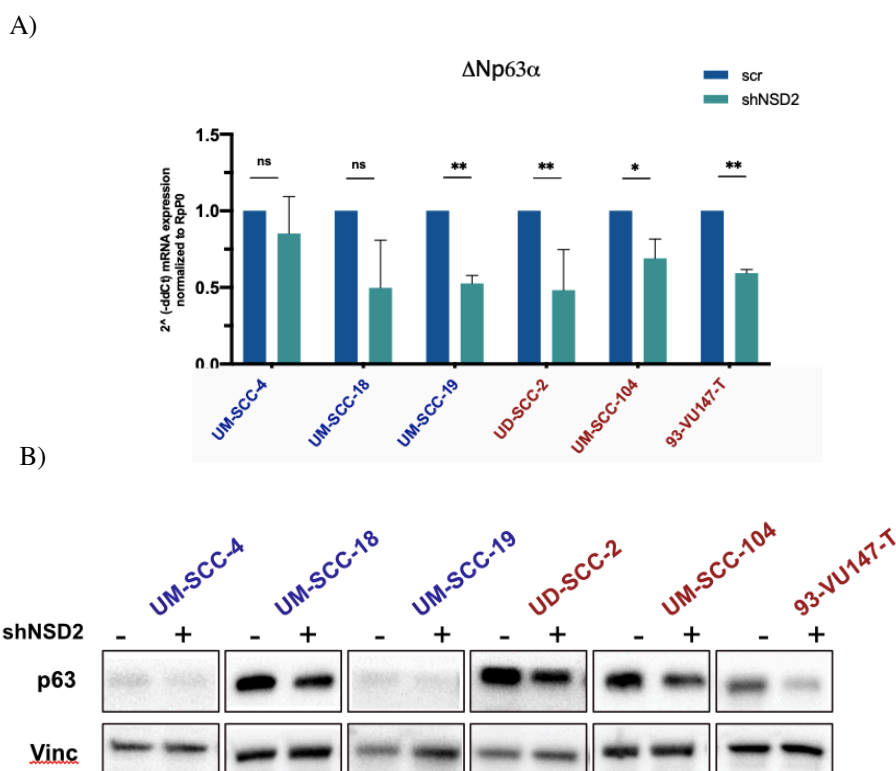 A)
ΔNp63α
scr
shNSD2
2^ (-ddCt) mRNA expression
normalized to RpP0
1.5
1.0
0.5
0.0
ns
ns
**
**
*
**
UM-SCC-4
UM-SCC-18
UM-SCC-19
UD-SCC-2
UM-SCC-104
93-VU147-T
B)
UM-SCC-4
UM-SCC-18
UM-SCC-19
UD-SCC-2
UM-SCC-104
93-VU147-T
shNSD2 - + - + - + - + - + - +
p63
Vinc